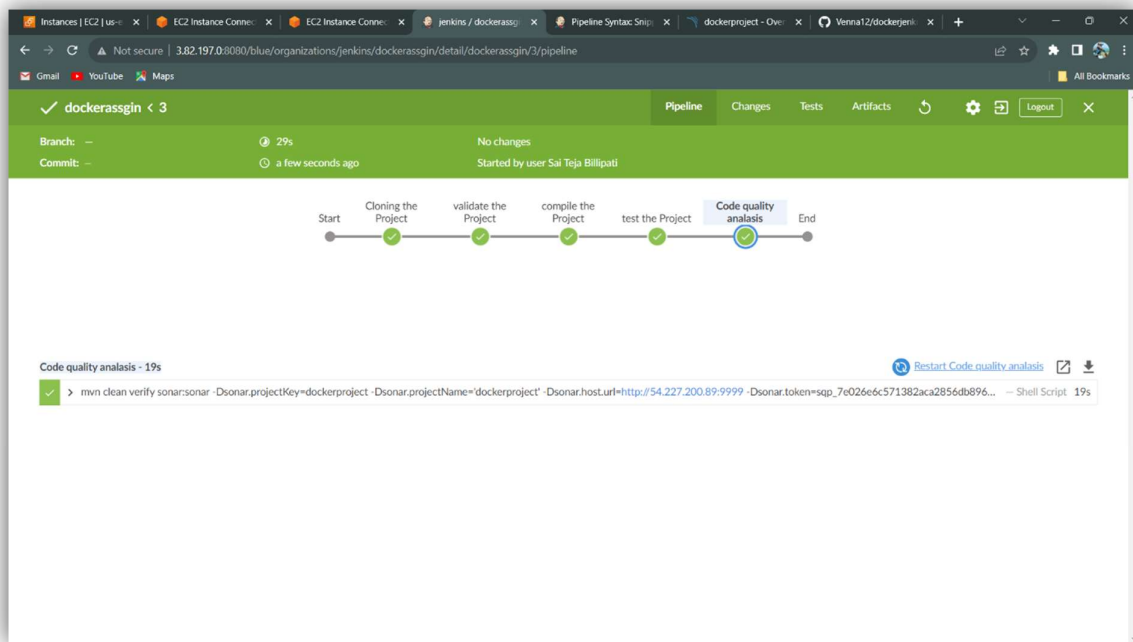 Instances | EC2 | us-e
EC2 Instance Connec
EC2 Instance Connec
jenkins / dockerassgi
Pipeline Syntax: Snip
dockerproject - Over
Venna12/dockerjenk
Not secure | 3.82.197.0:8080/blue/organizations/jenkins/dockerassgin/detail/dockerassgin/3/pipeline
Gmail YouTube Maps All Bookmarks
dockerassgin < 3 Pipeline Changes Tests Artifacts Logout
Branch: — 29s No changes
Commit: — a few seconds ago Started by user Sai Teja Billipati
Start Cloning the Project validate the Project compile the Project test the Project Code quality analasis End
Code quality analasis - 19s Restart Code quality analasis
mvn clean verify sonar:sonar -Dsonar.projectKey=dockerproject -Dsonar.projectName='dockerproject' -Dsonar.host.url=http://54.227.200.89:9999 -Dsonar.token=sqp_7e026e6c571382aca2856db896... — Shell Script 19s